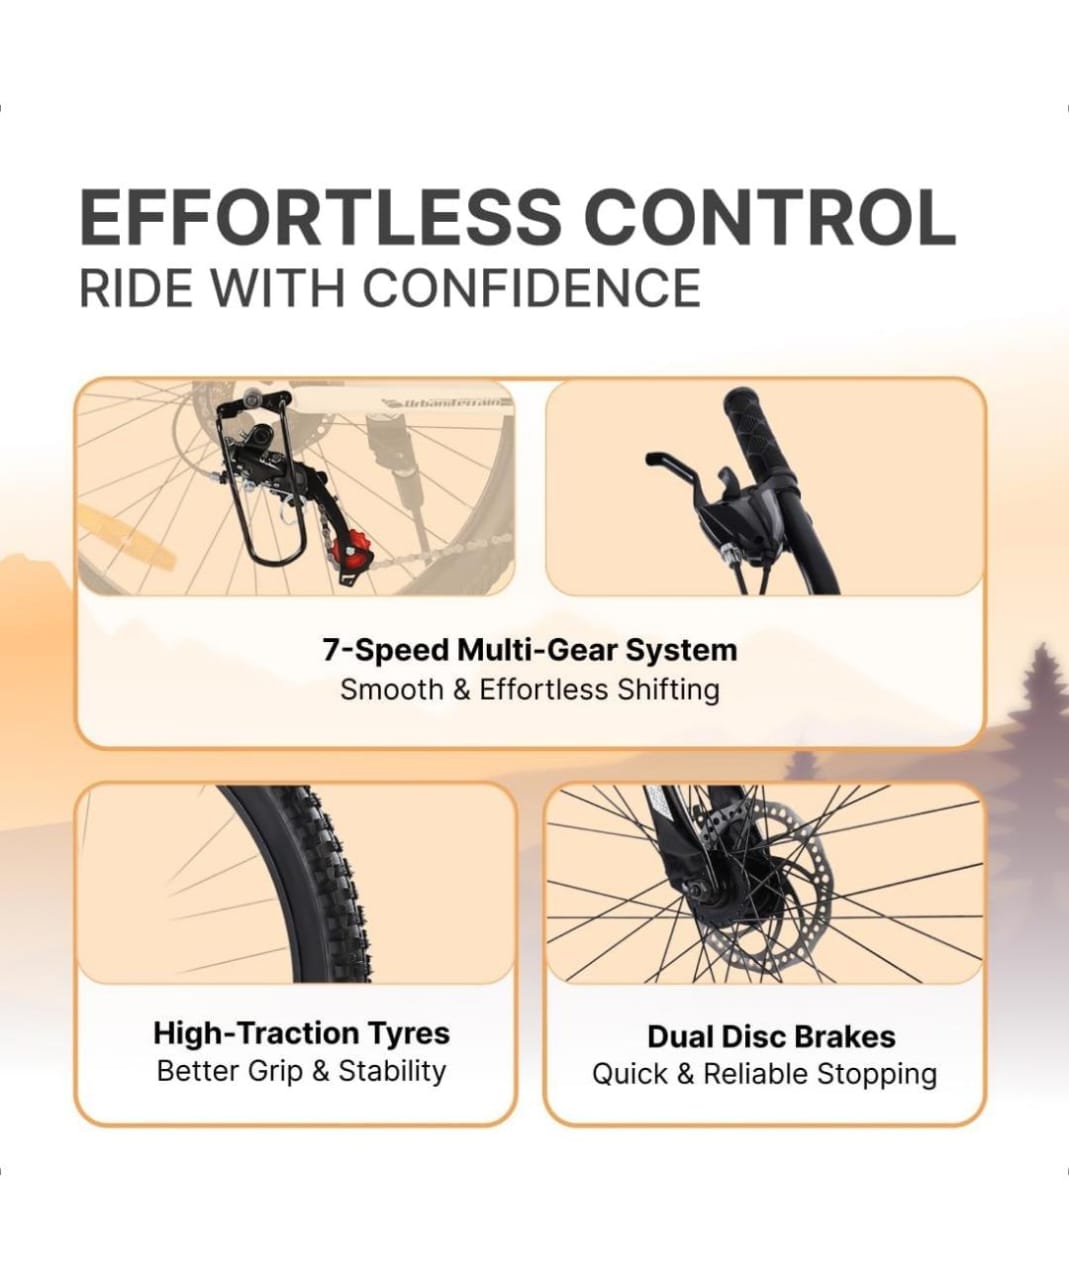 EFFORTLESS CONTROL
RIDE WITH CONFIDENCE
UrbanTerrain
7-Speed Multi-Gear System
Smooth & Effortless Shifting
High-Traction Tyres
Better Grip & Stability
Dual Disc Brakes
Quick & Reliable Stopping